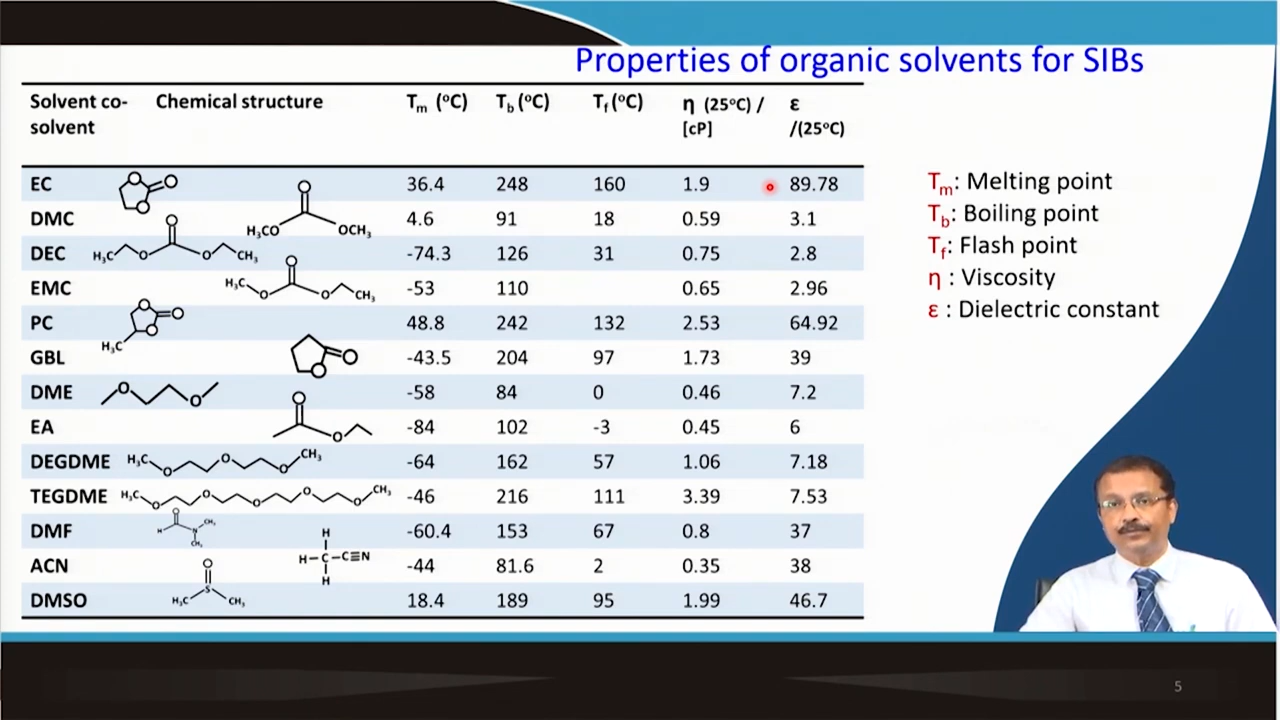 Properties of organic solvents for SIBs
Solvent co-solvent Chemical structure Tm (°C) Tb (°C) Tf (°C) η (25°C) / [cP] ε /(25°C)
EC 36.4 248 160 1.9 89.78
DMC H₃CO OCH₃ 4.6 91 18 0.59 3.1
DEC H₃C O O CH₃ -74.3 126 31 0.75 2.8
EMC H₃C O O CH₃ -53 110 0.65 2.96
PC H₃C 48.8 242 132 2.53 64.92
GBL -43.5 204 97 1.73 39
DME O O -58 84 0 0.46 7.2
EA O -84 102 -3 0.45 6
DEGDME H₃C O O O CH₃ -64 162 57 1.06 7.18
TEGDME H₃C O O O O O CH₃ -46 216 111 3.39 7.53
DMF H N CH₃ CH₃ -60.4 153 67 0.8 37
ACN H H–C–C≡N H -44 81.6 2 0.35 38
DMSO O S H₃C CH₃ 18.4 189 95 1.99 46.7
Tm: Melting point
Tb: Boiling point
Tf: Flash point
η : Viscosity
ε : Dielectric constant
5